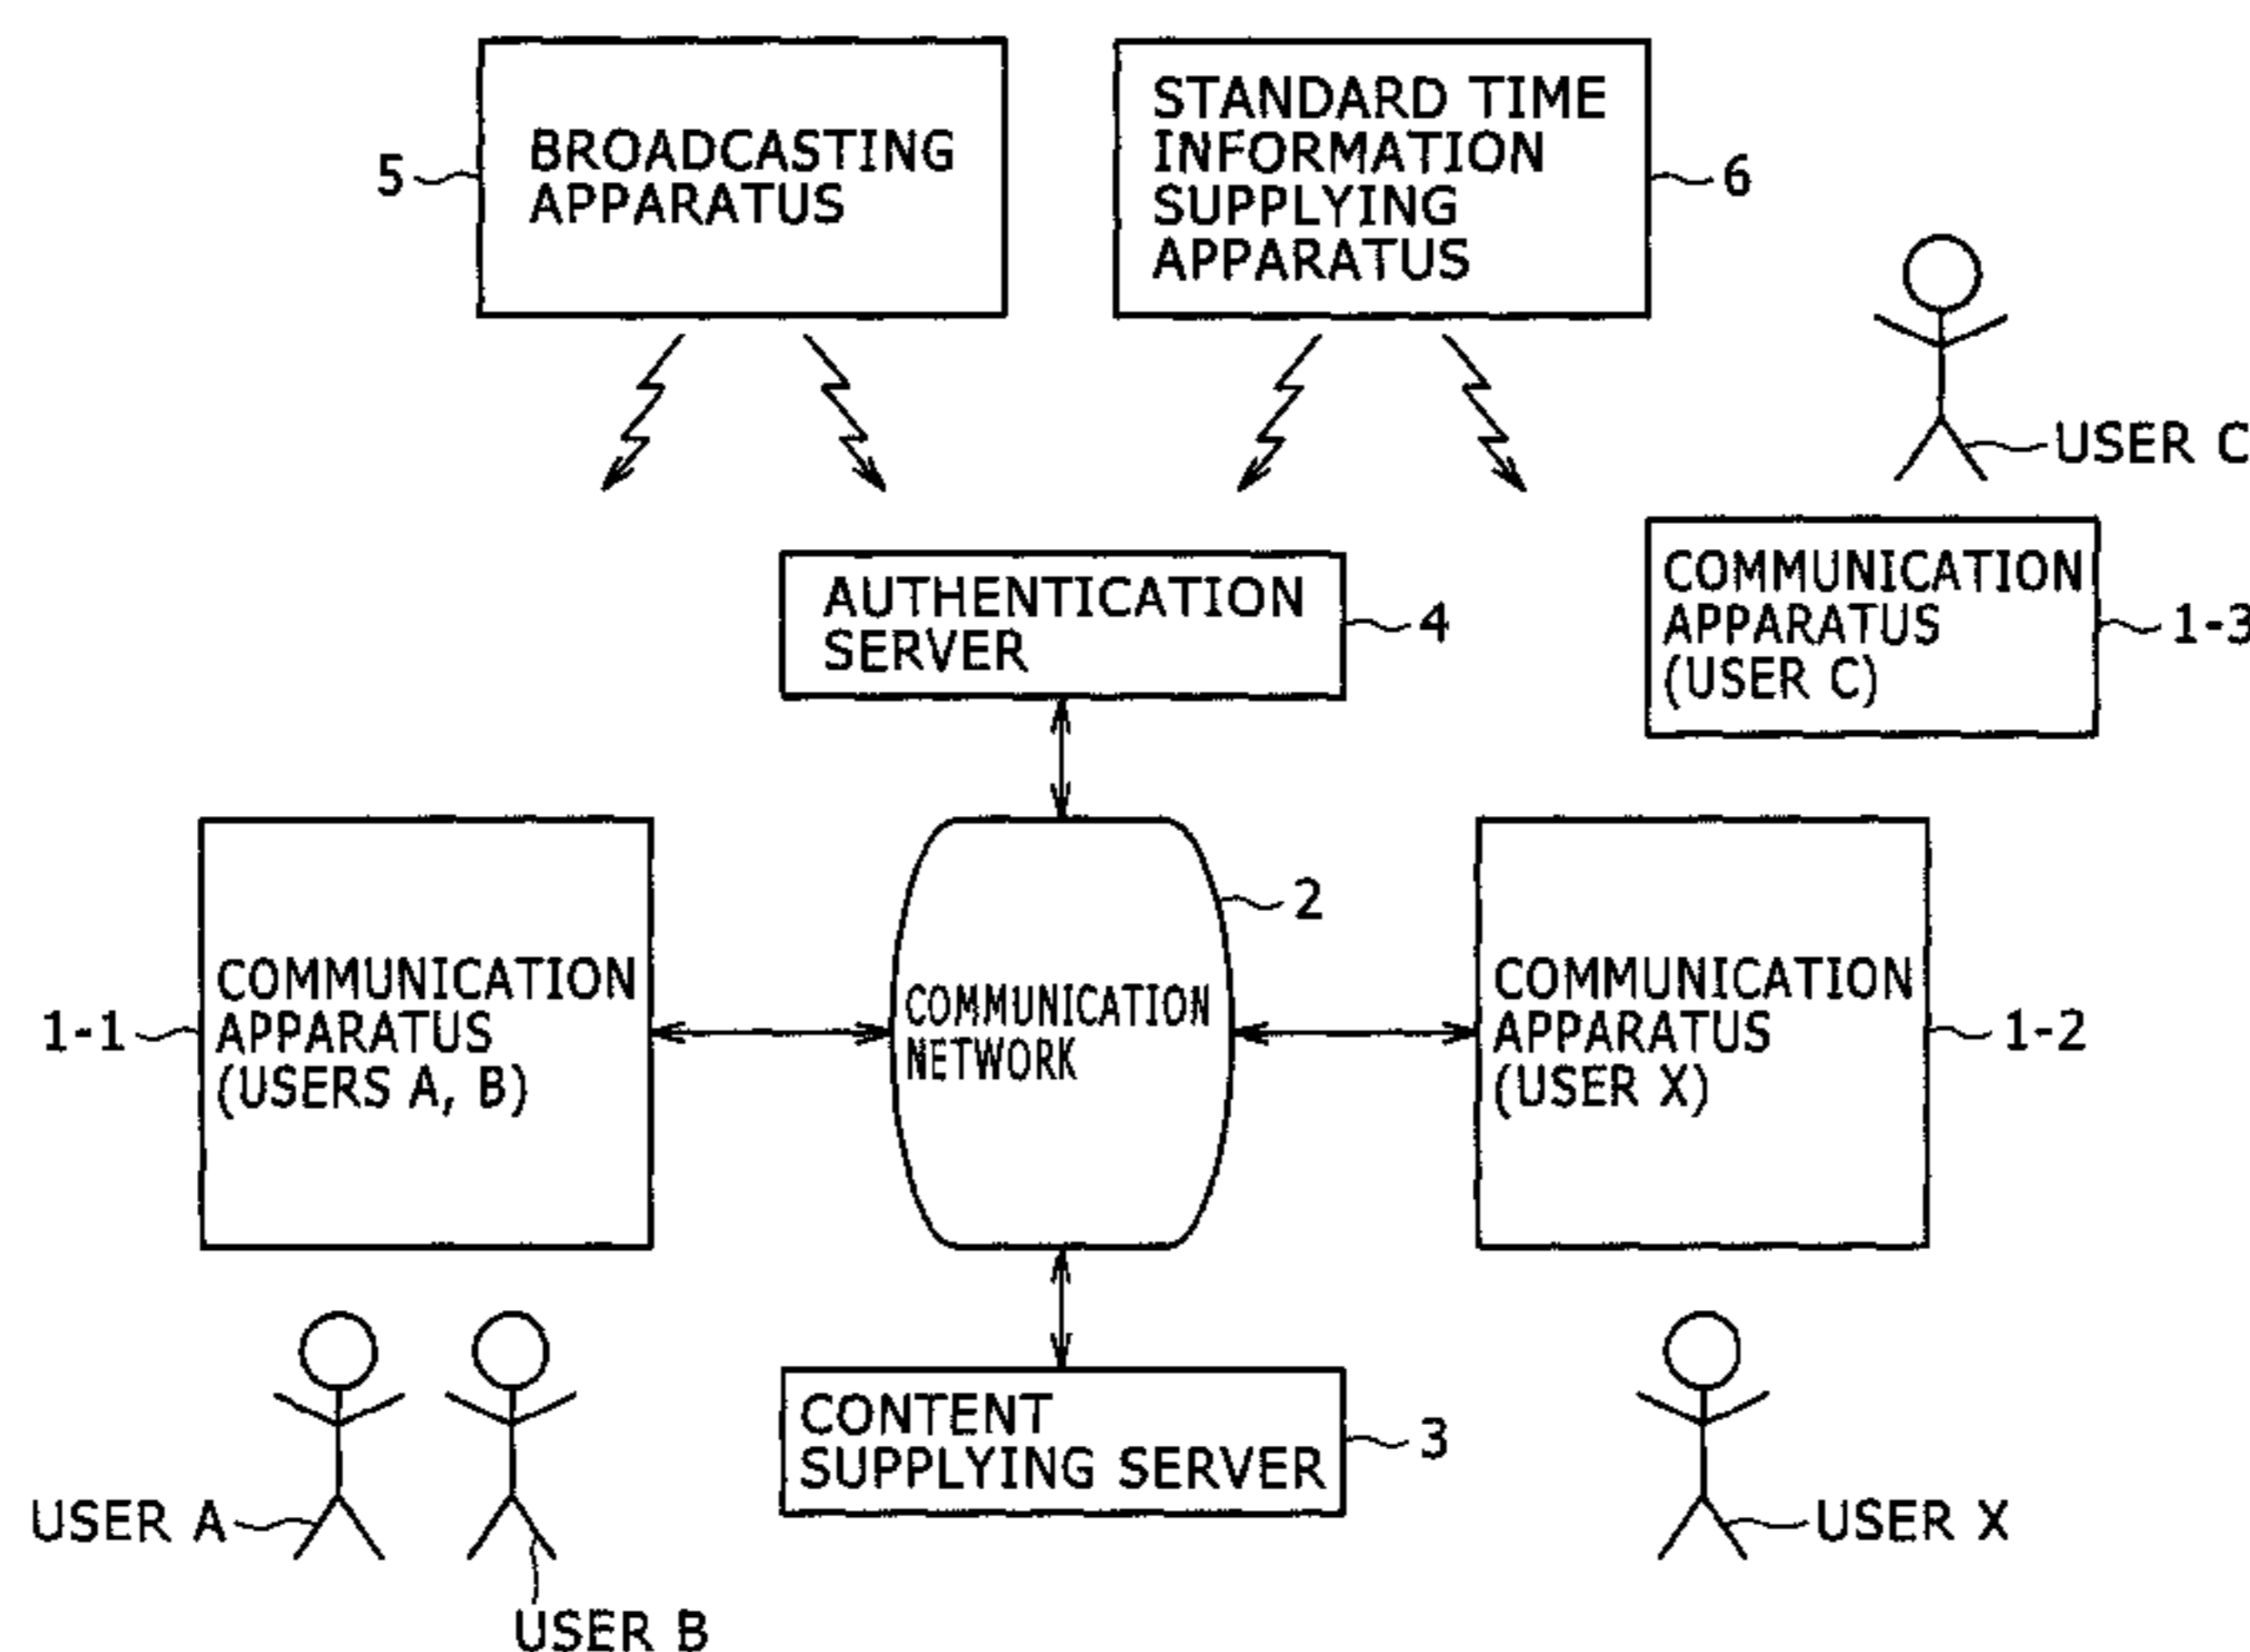 BROADCASTING
APPARATUS
5
STANDARD TIME
INFORMATION
SUPPLYING
APPARATUS
6
USER C
AUTHENTICATION
SERVER
4
COMMUNICATION
APPARATUS
(USER C)
1-3
COMMUNICATION
APPARATUS
(USERS A, B)
1-1
2
COMMUNICATION
NETWORK
COMMUNICATION
APPARATUS
(USER X)
1-2
CONTENT
SUPPLYING SERVER
3
USER A
USER B
USER X